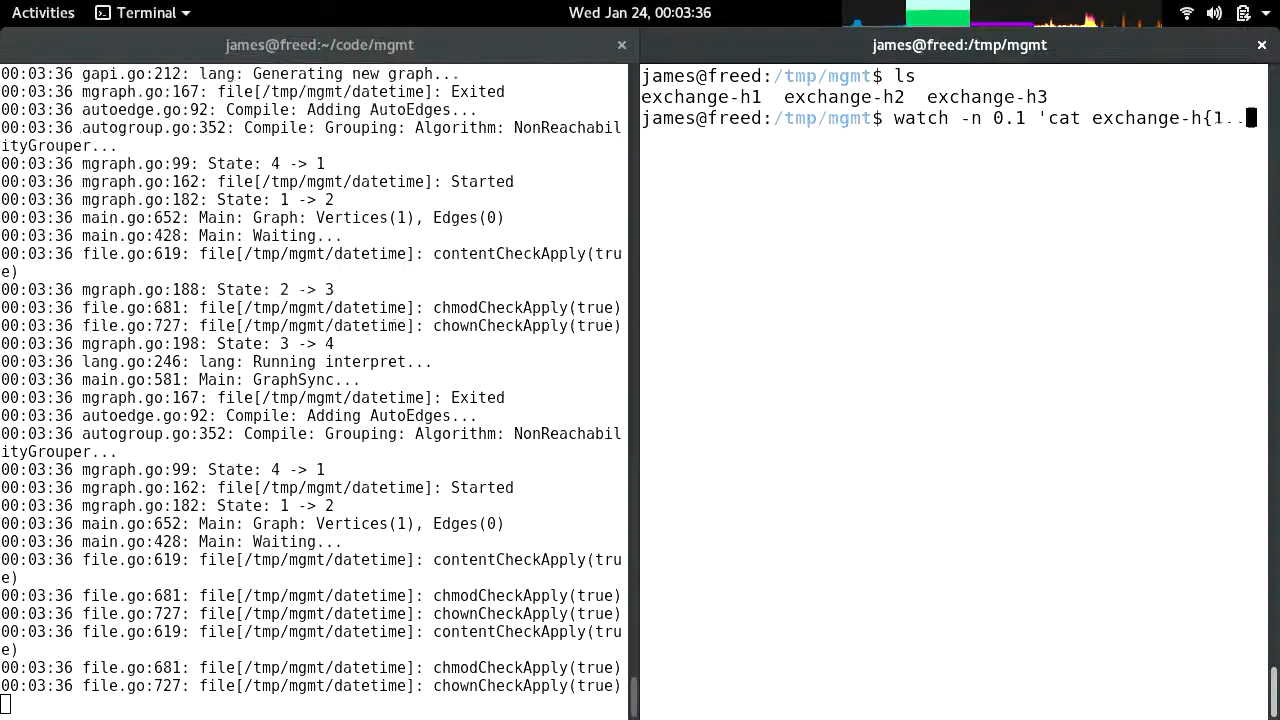 Activities Terminal Wed Jan 24, 00:03:36
james@freed:~/code/mgmt
00:03:36 gapi.go:212: lang: Generating new graph...
00:03:36 mgraph.go:167: file[/tmp/mgmt/datetime]: Exited
00:03:36 autoedge.go:92: Compile: Adding AutoEdges...
00:03:36 autogroup.go:352: Compile: Grouping: Algorithm: NonReachabil
ityGrouper...
00:03:36 mgraph.go:99: State: 4 -> 1
00:03:36 mgraph.go:162: file[/tmp/mgmt/datetime]: Started
00:03:36 mgraph.go:182: State: 1 -> 2
00:03:36 main.go:652: Main: Graph: Vertices(1), Edges(0)
00:03:36 main.go:428: Main: Waiting...
00:03:36 file.go:619: file[/tmp/mgmt/datetime]: contentCheckApply(tru
e)
00:03:36 mgraph.go:188: State: 2 -> 3
00:03:36 file.go:681: file[/tmp/mgmt/datetime]: chmodCheckApply(true)
00:03:36 file.go:727: file[/tmp/mgmt/datetime]: chownCheckApply(true)
00:03:36 mgraph.go:198: State: 3 -> 4
00:03:36 lang.go:246: lang: Running interpret...
00:03:36 main.go:581: Main: GraphSync...
00:03:36 mgraph.go:167: file[/tmp/mgmt/datetime]: Exited
00:03:36 autoedge.go:92: Compile: Adding AutoEdges...
00:03:36 autogroup.go:352: Compile: Grouping: Algorithm: NonReachabil
ityGrouper...
00:03:36 mgraph.go:99: State: 4 -> 1
00:03:36 mgraph.go:162: file[/tmp/mgmt/datetime]: Started
00:03:36 mgraph.go:182: State: 1 -> 2
00:03:36 main.go:652: Main: Graph: Vertices(1), Edges(0)
00:03:36 main.go:428: Main: Waiting...
00:03:36 file.go:619: file[/tmp/mgmt/datetime]: contentCheckApply(tru
e)
00:03:36 file.go:681: file[/tmp/mgmt/datetime]: chmodCheckApply(true)
00:03:36 file.go:727: file[/tmp/mgmt/datetime]: chownCheckApply(true)
00:03:36 file.go:619: file[/tmp/mgmt/datetime]: contentCheckApply(tru
e)
00:03:36 file.go:681: file[/tmp/mgmt/datetime]: chmodCheckApply(true)
00:03:36 file.go:727: file[/tmp/mgmt/datetime]: chownCheckApply(true)
james@freed:/tmp/mgmt
james@freed:/tmp/mgmt$ ls
exchange-h1 exchange-h2 exchange-h3
james@freed:/tmp/mgmt$ watch -n 0.1 'cat exchange-h{1..